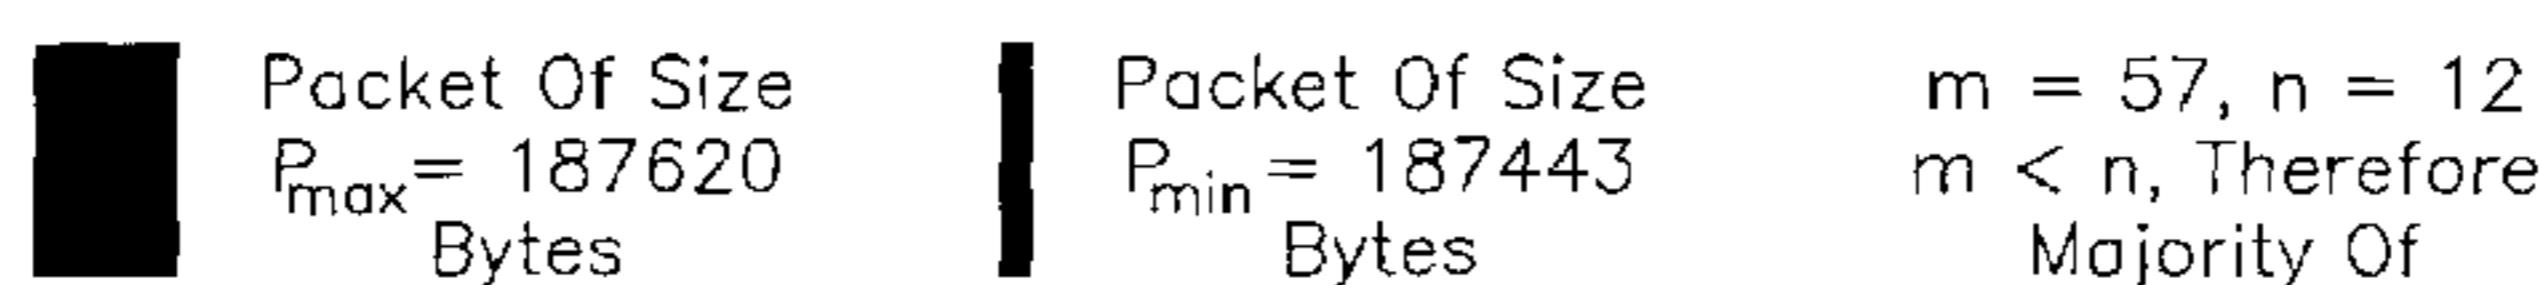 Packet Of Size
Pmax = 187620
Bytes
Packet Of Size
Pmin = 187443
Bytes
m = 57, n = 12
m < n, Therefore
Majority Of